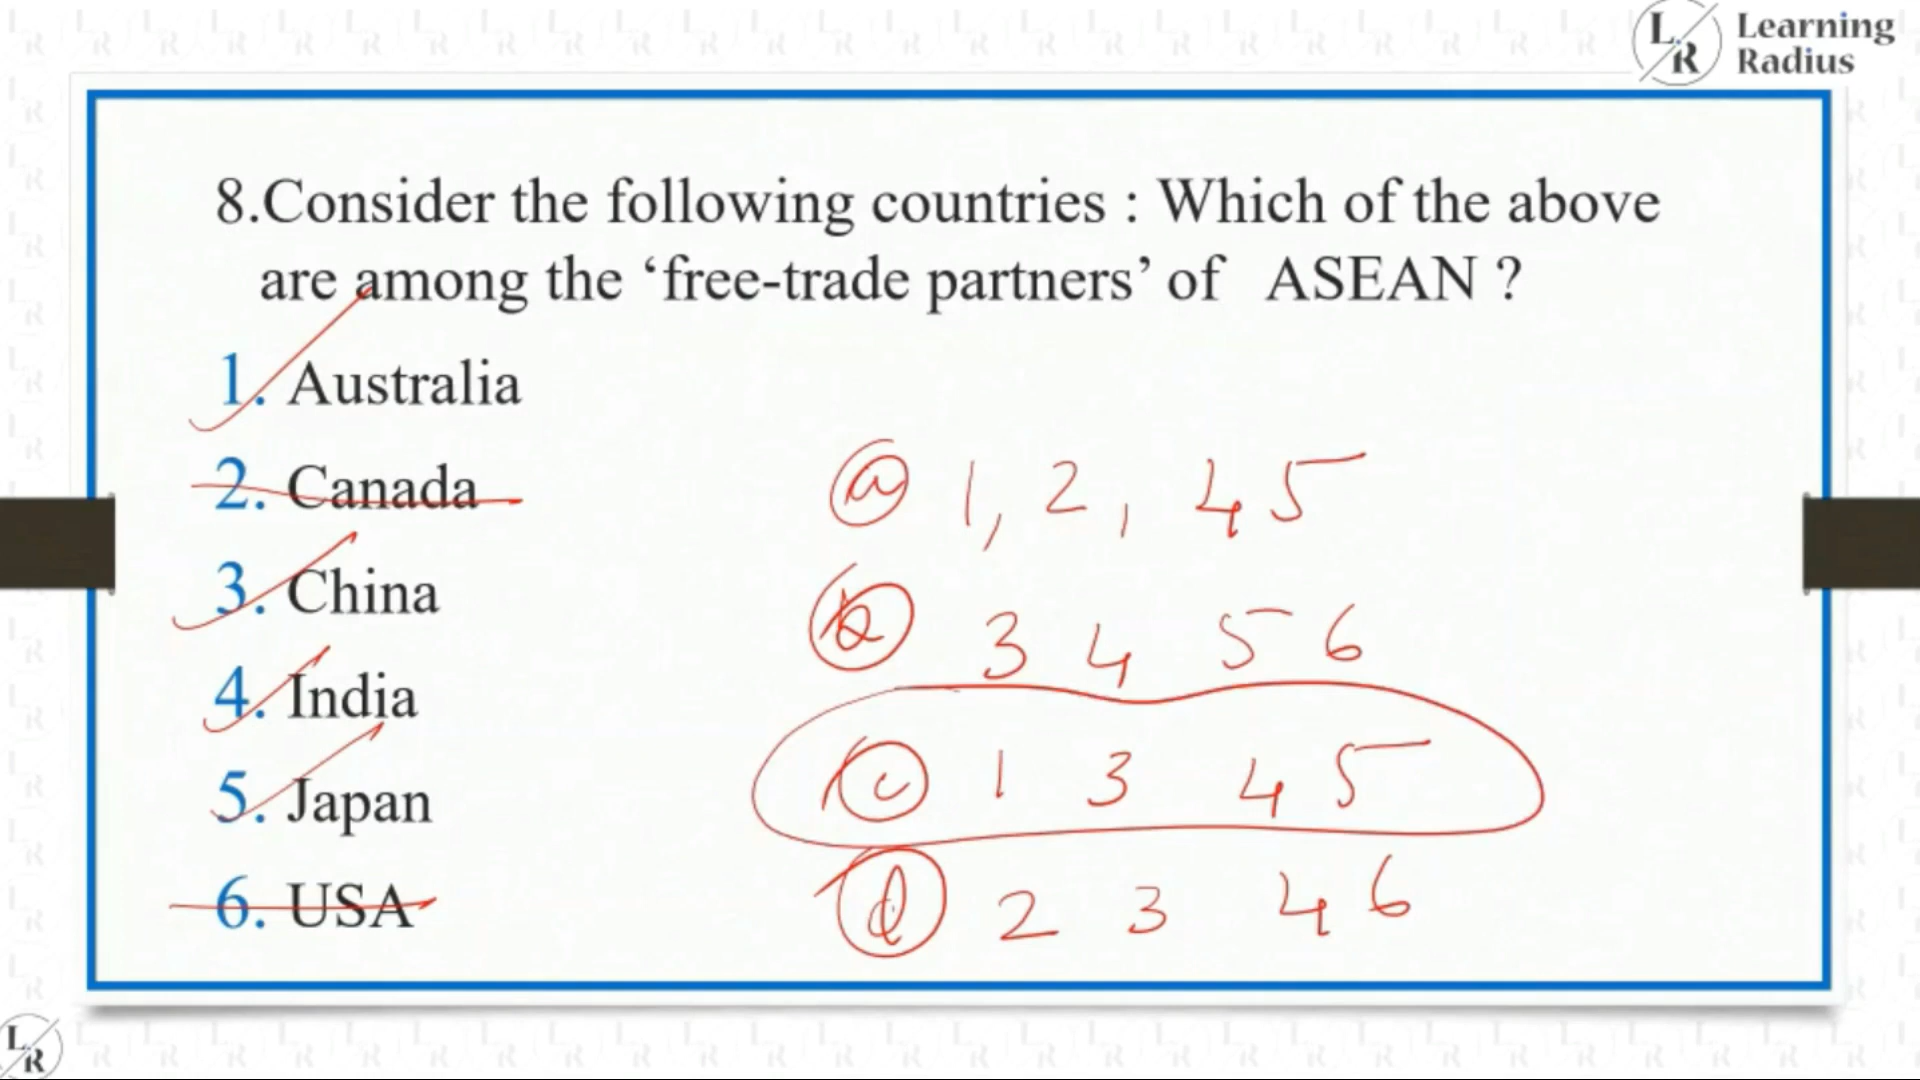 Learning
Radius
8.Consider the following countries : Which of the above
are among the ‘free-trade partners’ of ASEAN ?
1. Australia
2. Canada
3. China
4. India
5. Japan
6. USA
a 1, 2, 4 5
b 3 4 5 6
c 1 3 4 5
d 2 3 4 6
LR